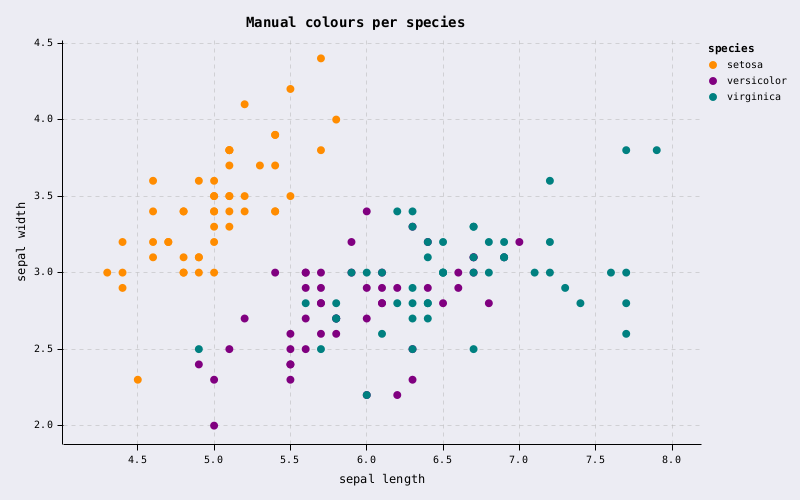 Manual colours per species
species
setosa
versicolor
virginica
sepal width
4.5
4.0
3.5
3.0
2.5
2.0
4.5 5.0 5.5 6.0 6.5 7.0 7.5 8.0
sepal length